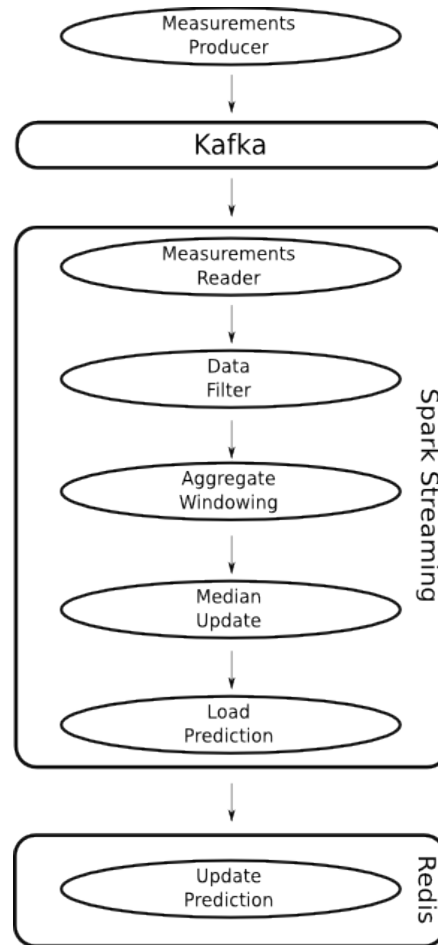 Measurements
Producer
Kafka
Measurements
Reader
Data
Filter
Aggregate
Windowing
Median
Update
Load
Prediction
Spark Streaming
Update
Prediction
Redis